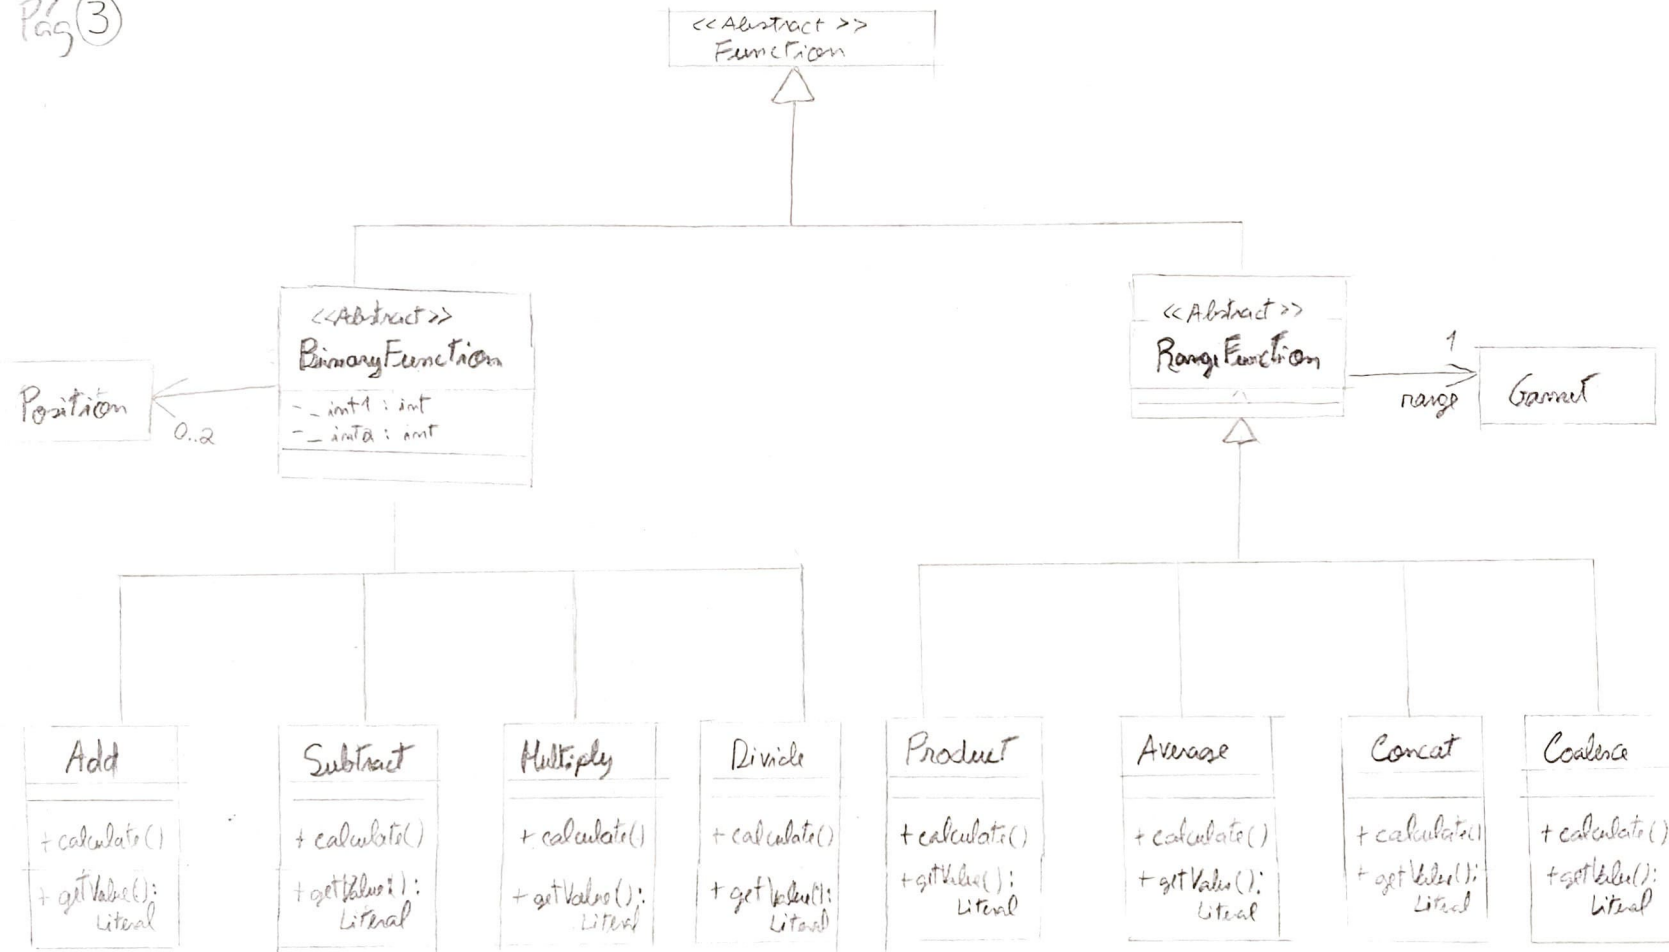 Pág 3
<<Abstract>>
Function
<<Abstract>>
BinaryFunction
- _int1 : int
- _int2 : int
Position
0..2
<<Abstract>>
RangeFunction
1
range
Gamut
Add
+ calculate()
+ getValue():
Literal
Subtract
+ calculate()
+ getValue():
Literal
Multiply
+ calculate()
+ getValue():
Literal
Divide
+ calculate()
+ getValue():
Literal
Product
+ calculate()
+ getValue():
Literal
Average
+ calculate()
+ getValue():
Literal
Concat
+ calculate()
+ getValue():
Literal
Coalesce
+ calculate()
+ getValue():
Literal